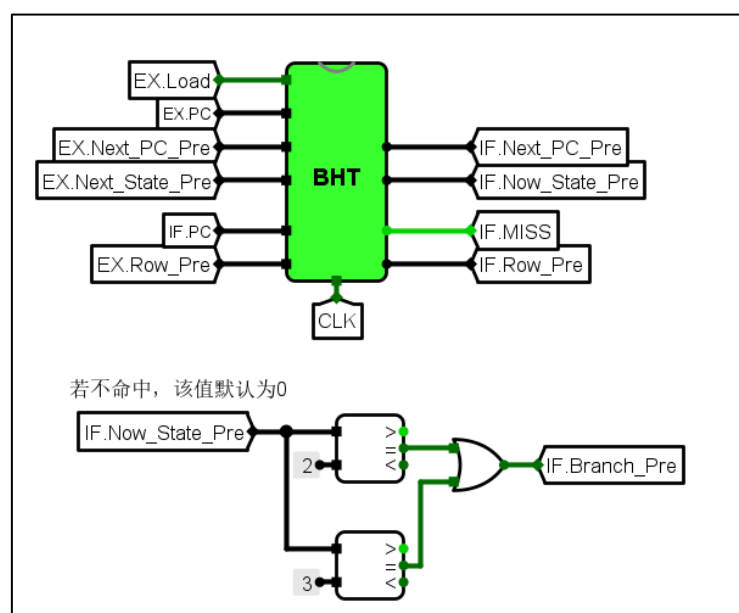 EX.Load
EX.PC
EX.Next_PC_Pre
EX.Next_State_Pre
IF.PC
EX.Row_Pre
BHT
IF.Next_PC_Pre
IF.Now_State_Pre
IF.MISS
IF.Row_Pre
CLK
若不命中，该值默认为0
IF.Now_State_Pre
2
>
=
<
IF.Branch_Pre
3
>
=
<